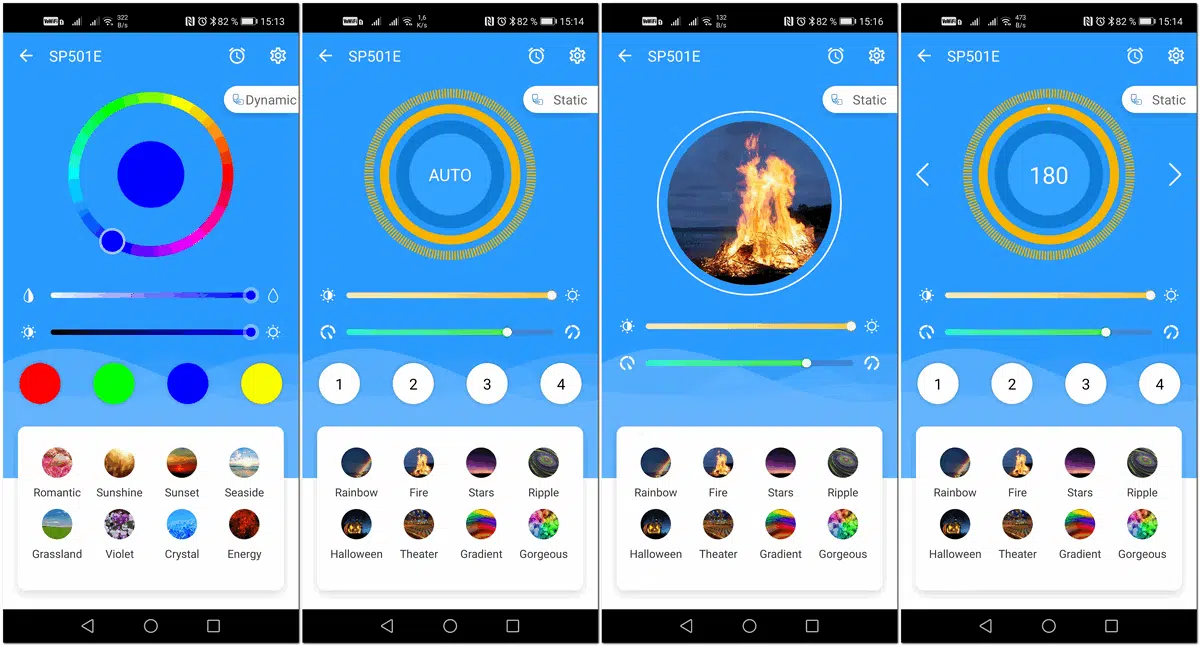 VoWiFi 322 B/s 82 % 15:13
SP501E
Dynamic
Romantic Sunshine Sunset Seaside
Grassland Violet Crystal Energy
VoWiFi 1,6 K/s 82 % 15:14
SP501E
Static
AUTO
1 2 3 4
Rainbow Fire Stars Ripple
Halloween Theater Gradient Gorgeous
VoWiFi 132 B/s 82 % 15:16
SP501E
Static
Rainbow Fire Stars Ripple
Halloween Theater Gradient Gorgeous
VoWiFi 473 B/s 82 % 15:14
SP501E
Static
180
1 2 3 4
Rainbow Fire Stars Ripple
Halloween Theater Gradient Gorgeous